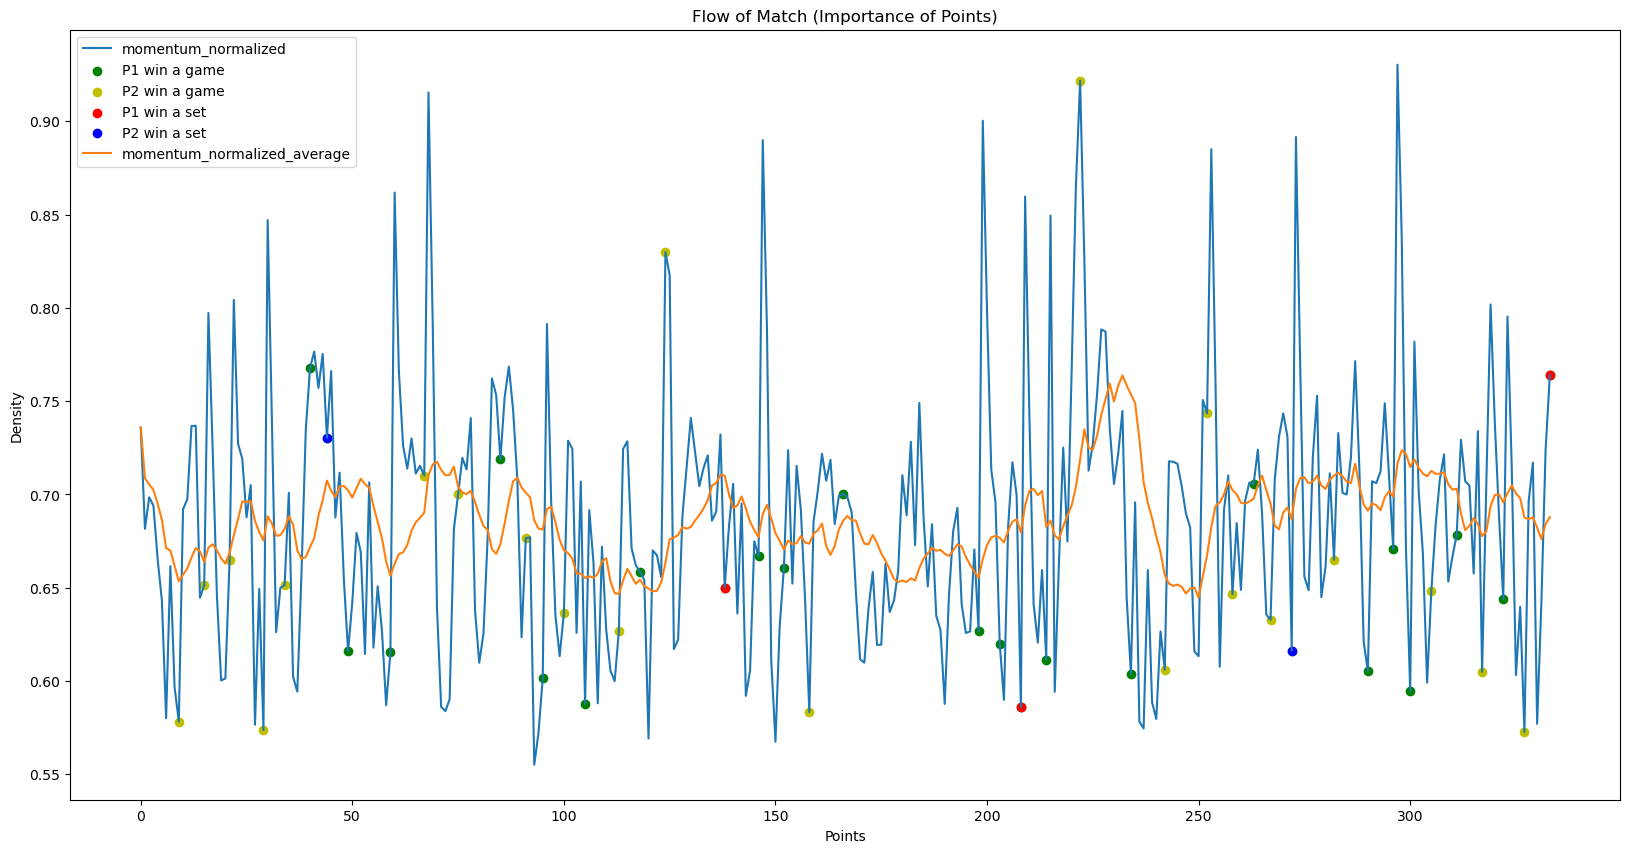 Flow of Match (Importance of Points)
momentum_normalized
P1 win a game
P2 win a game
P1 win a set
P2 win a set
momentum_normalized_average
Density
0.90
0.85
0.80
0.75
0.70
0.65
0.60
0.55
0 50 100 150 200 250 300
Points